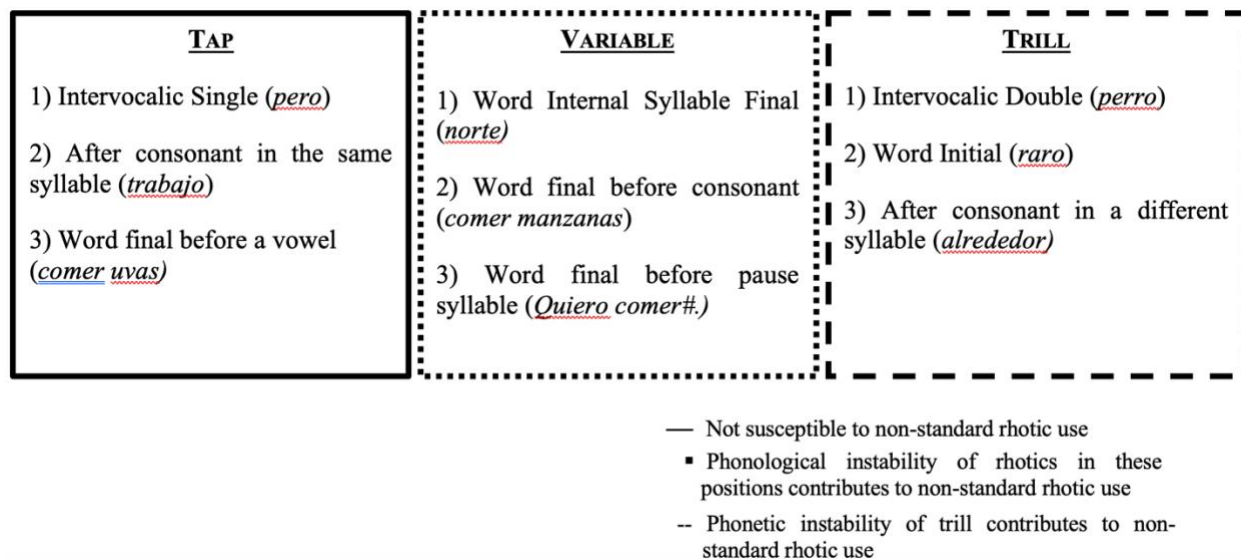 TAP
1) Intervocalic Single (pero)
2) After consonant in the same
syllable (trabajo)
3) Word final before a vowel
(comer uvas)
VARIABLE
1) Word Internal Syllable Final
(norte)
2) Word final before consonant
(comer manzanas)
3) Word final before pause
syllable (Quiero comer#.)
TRILL
1) Intervocalic Double (perro)
2) Word Initial (raro)
3) After consonant in a different
syllable (alrededor)
— Not susceptible to non-standard rhotic use
▪ Phonological instability of rhotics in these
positions contributes to non-standard rhotic use
-- Phonetic instability of trill contributes to non-
standard rhotic use